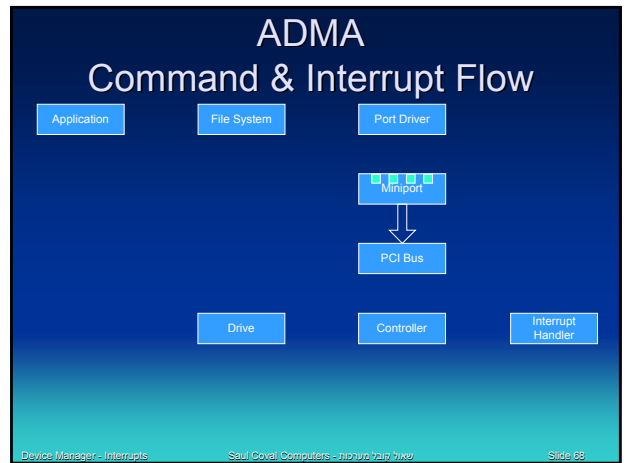 ADMA
Command & Interrupt Flow
Application
File System
Port Driver
Miniport
PCI Bus
Drive
Controller
Interrupt
Handler
Device Manager - Interrupts
Saul Coval Computers - שאול קובל מערכות
Slide 68